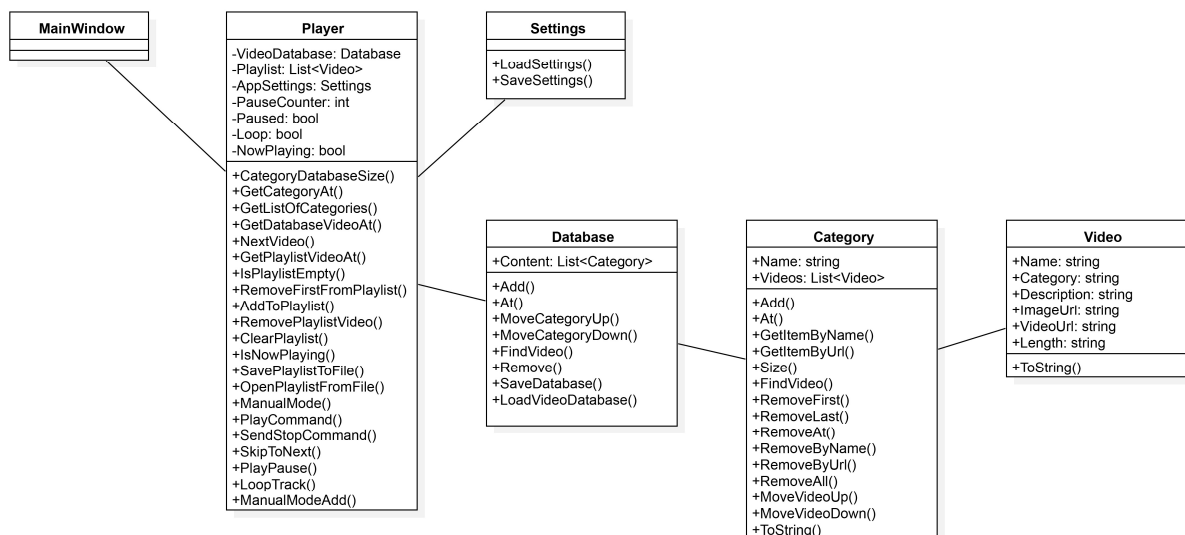 MainWindow
Player
-VideoDatabase: Database
-Playlist: List<Video>
-AppSettings: Settings
-PauseCounter: int
-Paused: bool
-Loop: bool
-NowPlaying: bool
+CategoryDatabaseSize()
+GetCategoryAt()
+GetListOfCategories()
+GetDatabaseVideoAt()
+NextVideo()
+GetPlaylistVideoAt()
+IsPlaylistEmpty()
+RemoveFirstFromPlaylist()
+AddToPlaylist()
+RemovePlaylistVideo()
+ClearPlaylist()
+IsNowPlaying()
+SavePlaylistToFile()
+OpenPlaylistFromFile()
+ManualMode()
+PlayCommand()
+SendStopCommand()
+SkipToNext()
+PlayPause()
+LoopTrack()
+ManualModeAdd()
Settings
+LoadSettings()
+SaveSettings()
Database
+Content: List<Category>
+Add()
+At()
+MoveCategoryUp()
+MoveCategoryDown()
+FindVideo()
+Remove()
+SaveDatabase()
+LoadVideoDatabase()
Category
+Name: string
+Videos: List<Video>
+Add()
+At()
+GetItemByName()
+GetItemByUrl()
+Size()
+FindVideo()
+RemoveFirst()
+RemoveLast()
+RemoveAt()
+RemoveByName()
+RemoveByUrl()
+RemoveAll()
+MoveVideoUp()
+MoveVideoDown()
+ToString()
Video
+Name: string
+Category: string
+Description: string
+ImageUrl: string
+VideoUrl: string
+Length: string
+ToString()